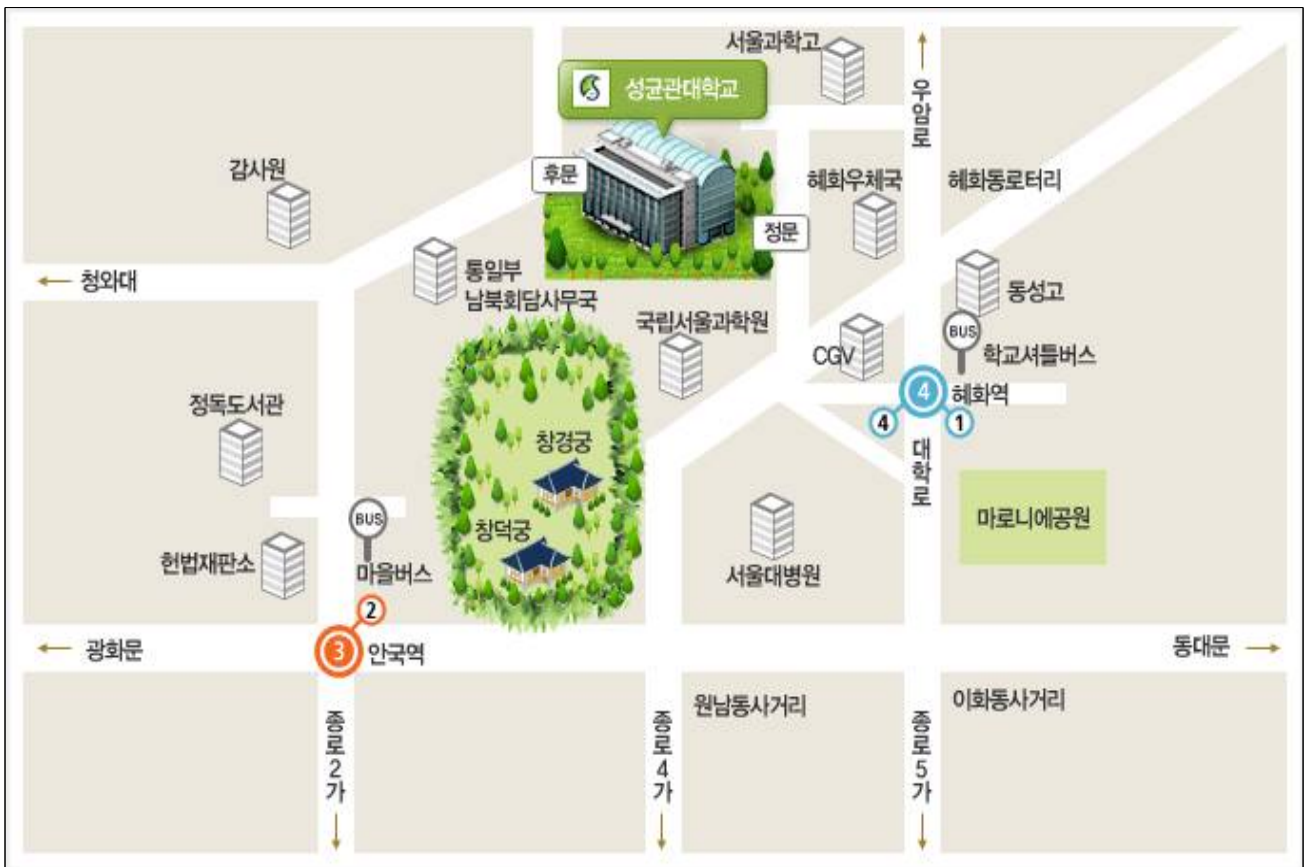 서울과학고
성균관대학교
우암로
감사원
후문
혜화우체국
혜화동로터리
정문
청와대
통일부
남북회담사무국
동성고
국립서울과학원
BUS
CGV
학교셔틀버스
4
혜화역
정독도서관
4
1
창경궁
대학로
BUS
마로니에공원
창덕궁
헌법재판소
마을버스
서울대병원
2
광화문
3
안국역
동대문
원남동사거리
이화동사거리
종로2가
종로4가
종로5가